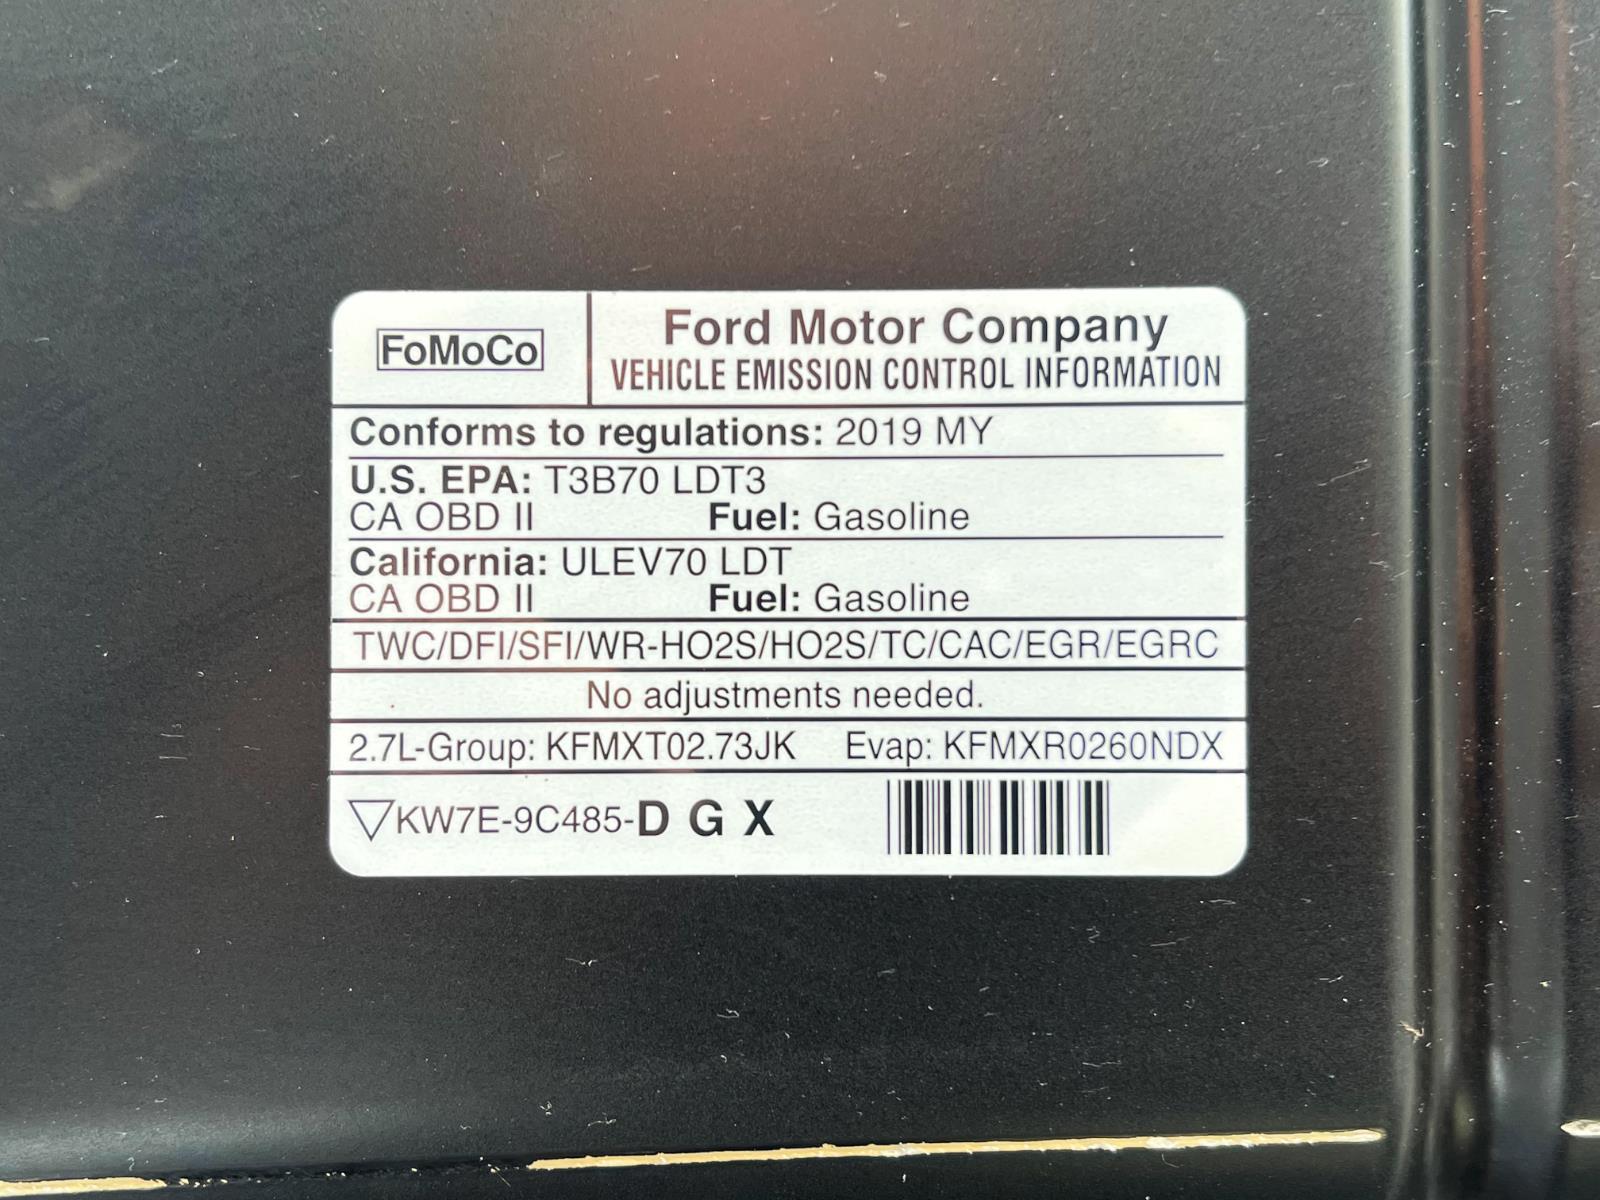 FoMoCo
Ford Motor Company
VEHICLE EMISSION CONTROL INFORMATION
Conforms to regulations: 2019 MY
U.S. EPA: T3B70 LDT3
CA OBD II Fuel: Gasoline
California: ULEV70 LDT
CA OBD II Fuel: Gasoline
TWC/DFI/SFI/WR-HO2S/HO2S/TC/CAC/EGR/EGRC
No adjustments needed.
2.7L-Group: KFMXT02.73JK Evap: KFMXR0260NDX
KW7E-9C485-D G X